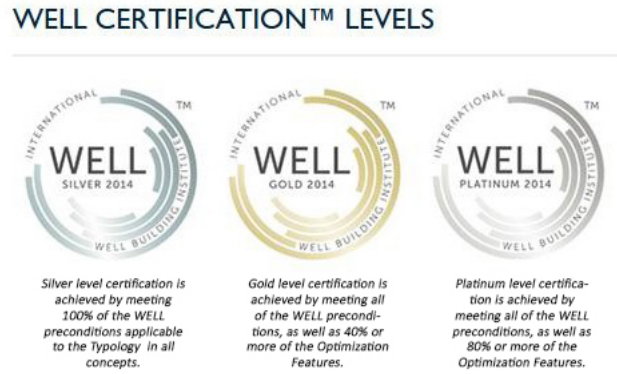 WELL CERTIFICATION™ LEVELS
INTERNATIONAL
WELL BUILDING INSTITUTE
TM
WELL
SILVER 2014
INTERNATIONAL
WELL BUILDING INSTITUTE
TM
WELL
GOLD 2014
INTERNATIONAL
WELL BUILDING INSTITUTE
TM
WELL
PLATINUM 2014
Silver level certification is
achieved by meeting
100% of the WELL
preconditions applicable
to the Typology in all
concepts.
Gold level certification is
achieved by meeting all
of the WELL precondi-
tions, as well as 40% or
more of the Optimization
Features.
Platinum level certifica-
tion is achieved by
meeting all of the WELL
preconditions, as well as
80% or more of the
Optimization Features.